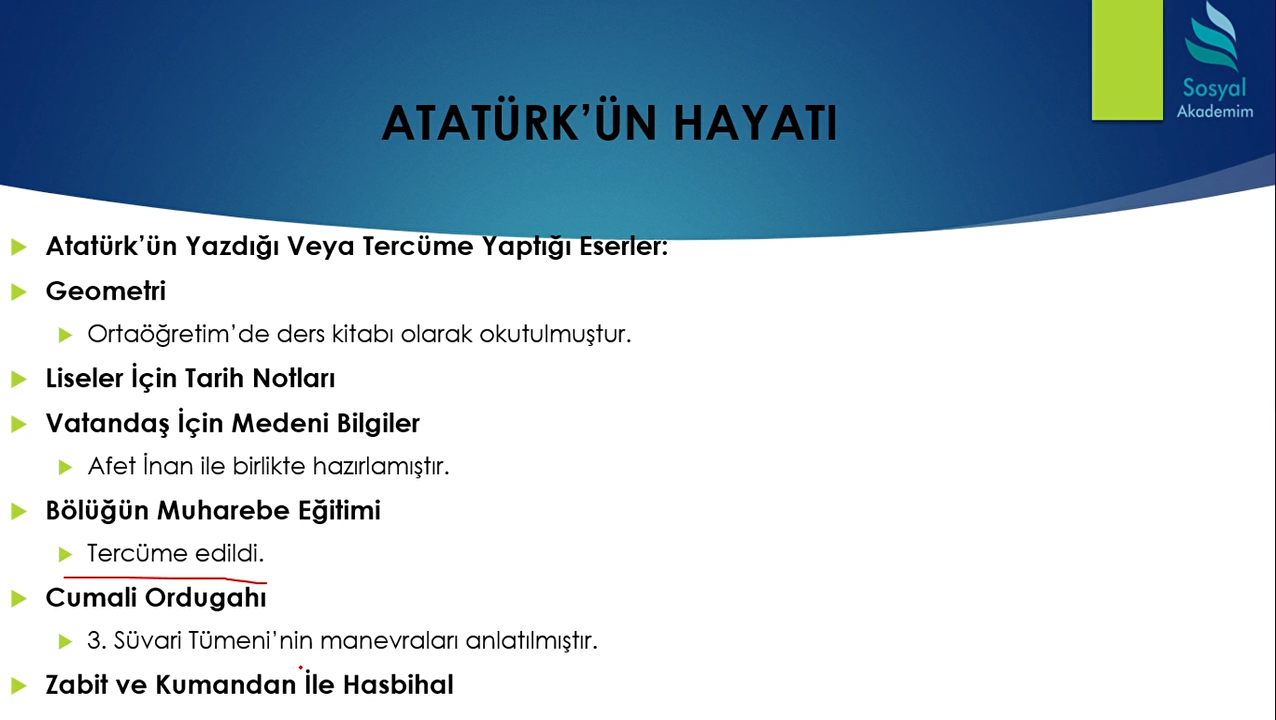 Sosyal
Akademim
ATATÜRK’ÜN HAYATI
Atatürk’ün Yazdığı Veya Tercüme Yaptığı Eserler:
Geometri
Ortaöğretim’de ders kitabı olarak okutulmuştur.
Liseler İçin Tarih Notları
Vatandaş İçin Medeni Bilgiler
Afet İnan ile birlikte hazırlamıştır.
Bölüğün Muharebe Eğitimi
Tercüme edildi.
Cumali Ordugahı
3. Süvari Tümeni’nin manevraları anlatılmıştır.
Zabit ve Kumandan İle Hasbihal